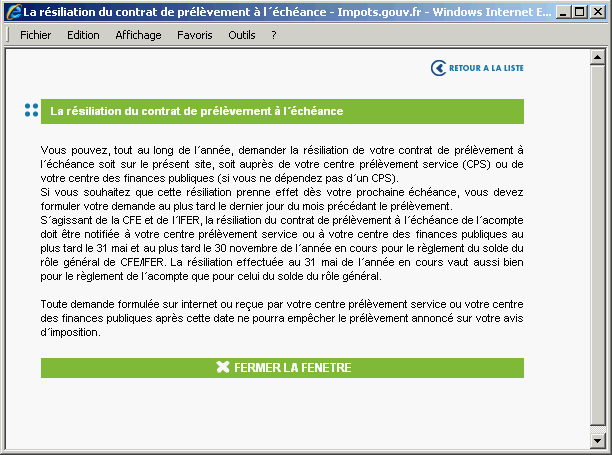 La résiliation du contrat de prélèvement à l´échéance - Impots.gouv.fr - Windows Internet E...
Fichier Edition Affichage Favoris Outils ?
RETOUR A LA LISTE
La résiliation du contrat de prélèvement à l´échéance
Vous pouvez, tout au long de l´année, demander la résiliation de votre contrat de prélèvement à
l´échéance soit sur le présent site, soit auprès de votre centre prélèvement service (CPS) ou de
votre centre des finances publiques (si vous ne dépendez pas d´un CPS).
Si vous souhaitez que cette résiliation prenne effet dès votre prochaine échéance, vous devez
formuler votre demande au plus tard le dernier jour du mois précédant le prélèvement.
S´agissant de la CFE et de l´IFER, la résiliation du contrat de prélèvement à l´échéance de l´acompte
doit être notifiée à votre centre prélèvement service ou à votre centre des finances publiques au
plus tard le 31 mai et au plus tard le 30 novembre de l´année en cours pour le règlement du solde du
rôle général de CFE/IFER. La résiliation effectuée au 31 mai de l´année en cours vaut aussi bien
pour le règlement de l´acompte que pour celui du solde du rôle général.
Toute demande formulée sur internet ou reçue par votre centre prélèvement service ou votre centre
des finances publiques après cette date ne pourra empêcher le prélèvement annoncé sur votre avis
d´imposition.
FERMER LA FENETRE